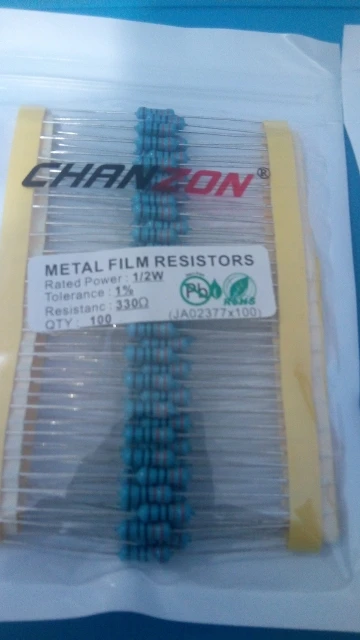 CHANZON®
METAL FILM RESISTORS
Rated Power : 1/2W
Tolerance : 1%
Resistanc : 330Ω
QTY : 100
Pb
RoHS
(JA02377x100)